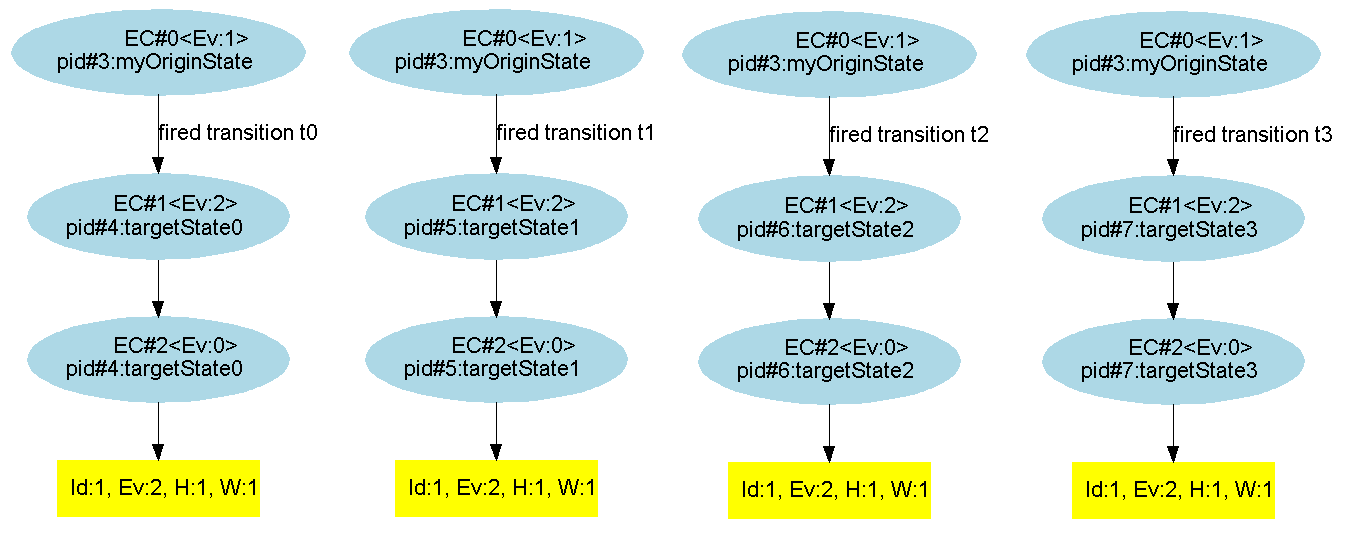 EC#0<Ev:1>
pid#3:myOriginState
fired transition t0
EC#1<Ev:2>
pid#4:targetState0
EC#2<Ev:0>
pid#4:targetState0
Id:1, Ev:2, H:1, W:1
EC#0<Ev:1>
pid#3:myOriginState
fired transition t1
EC#1<Ev:2>
pid#5:targetState1
EC#2<Ev:0>
pid#5:targetState1
Id:1, Ev:2, H:1, W:1
EC#0<Ev:1>
pid#3:myOriginState
fired transition t2
EC#1<Ev:2>
pid#6:targetState2
EC#2<Ev:0>
pid#6:targetState2
Id:1, Ev:2, H:1, W:1
EC#0<Ev:1>
pid#3:myOriginState
fired transition t3
EC#1<Ev:2>
pid#7:targetState3
EC#2<Ev:0>
pid#7:targetState3
Id:1, Ev:2, H:1, W:1